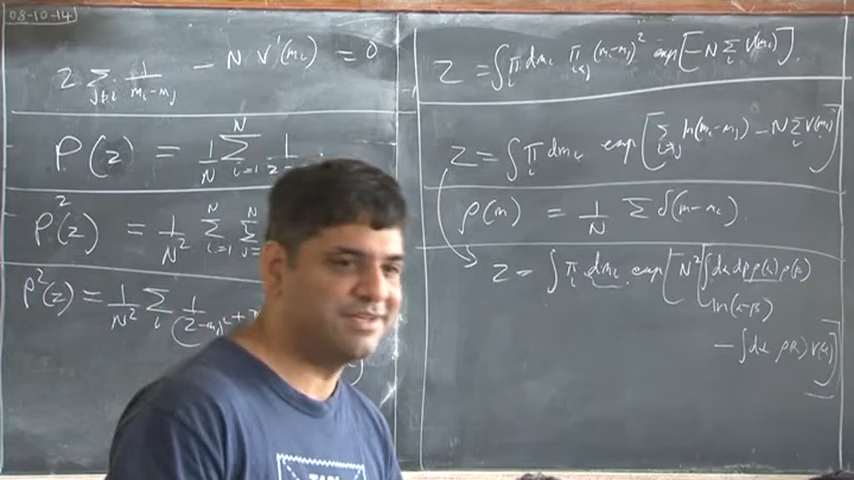 08-10-14
2 Σ_{j≠i} 1/(m_i-m_j) - N V'(m_i) = 0
P(z) = 1/N Σ_{i=1}^{N} 1/(z-
P²(z) = 1/N² Σ_{i=1}^{N} Σ_{j=}^{N}
P²(z) = 1/N² Σ_i 1/(z-m_i)² +
Z = ∫ Π_i dm_i Π_{i<j} (m_i-m_j)² exp[-N Σ_i V(m_i)].
Z = ∫ Π_i dm_i exp[Σ_{i≠j} ln(m_i-m_j) - N Σ_i V(m_i)]
ρ(m) = 1/N Σ δ(m-m_i).
Z = ∫ Π_i dm_i exp[N²[∫dα dβ ρ(α) ρ(β)
ln(α-β)
- ∫dα ρ(α) V(α)]